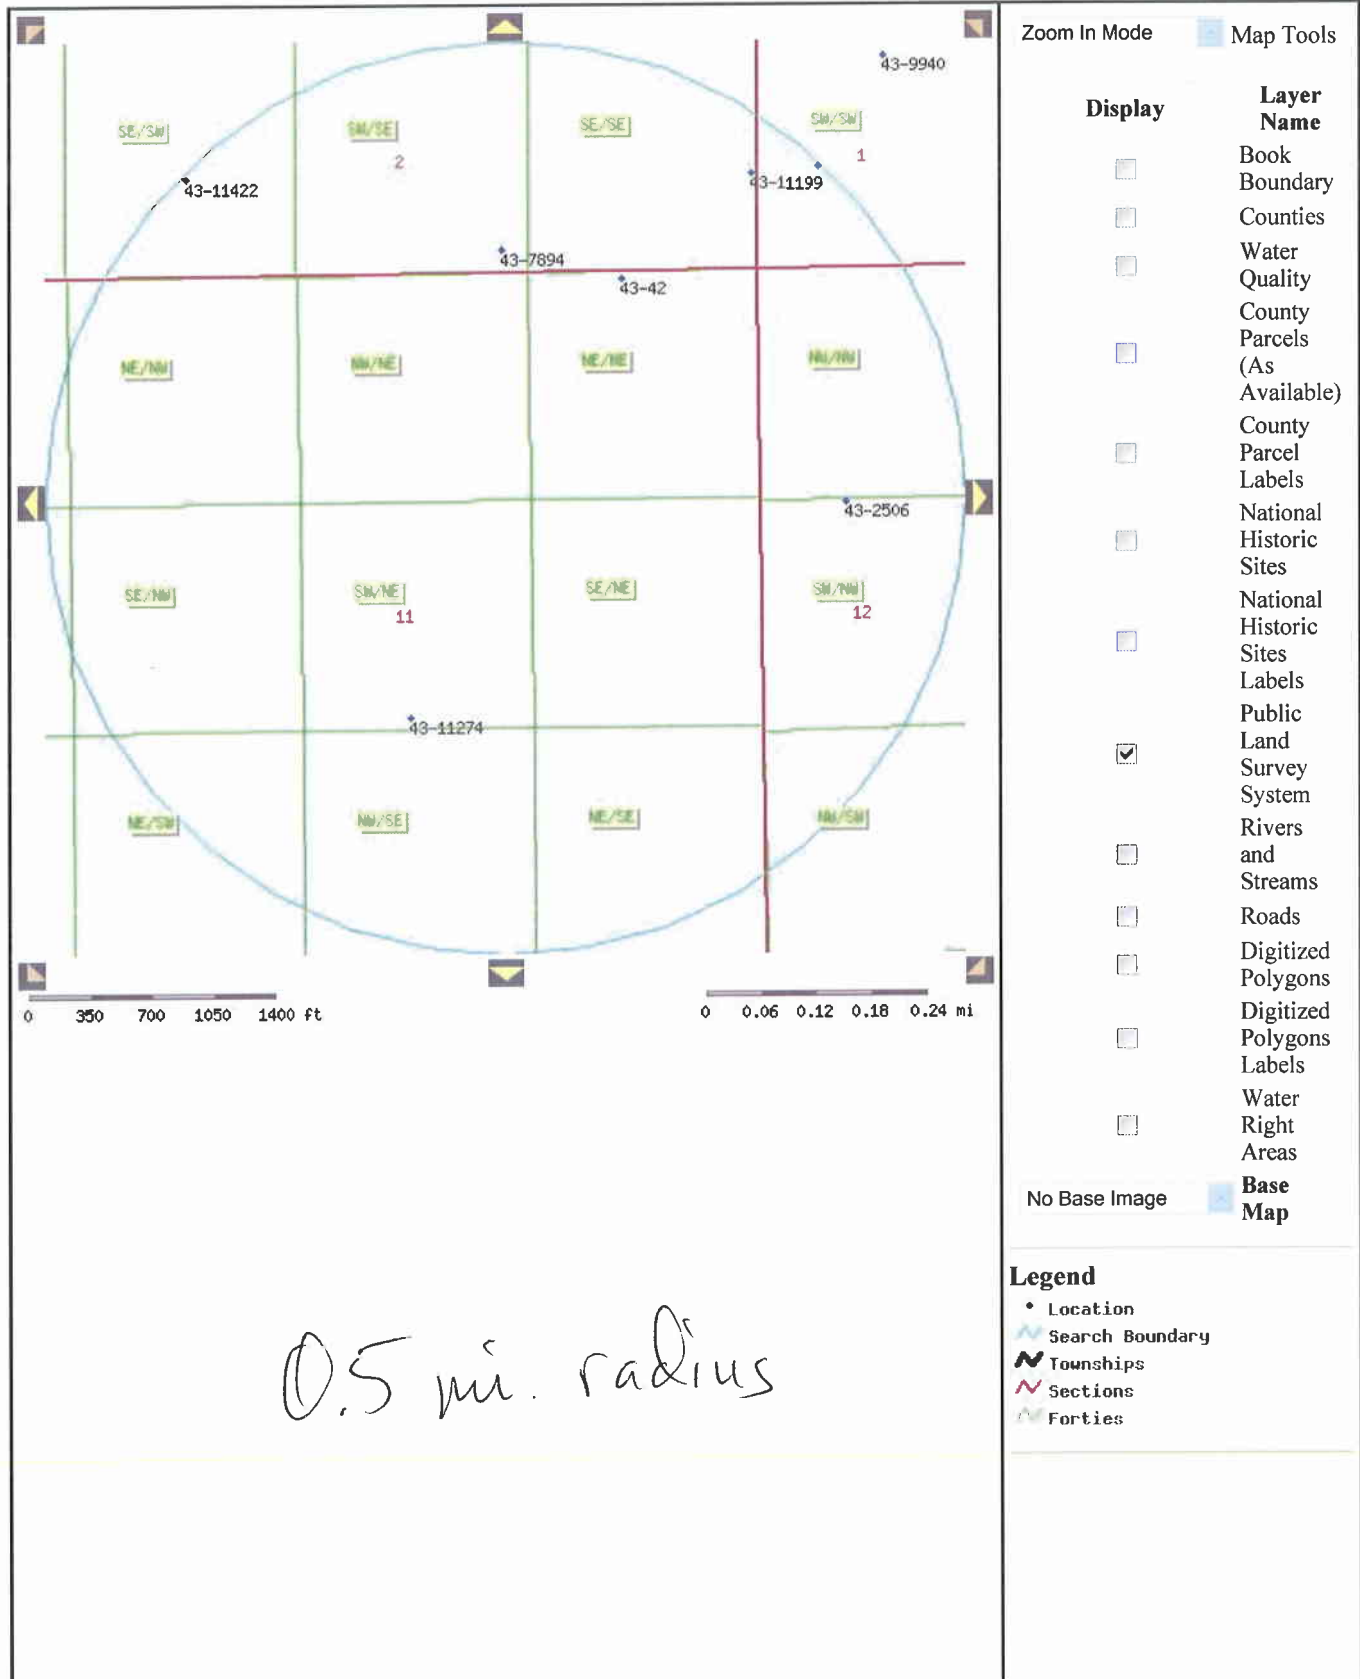 43-9940
SE/SW
SW/SE
SE/SE
SW/SW
2
1
43-11422
43-11199
43-7894
43-42
NE/NW
NW/NE
NE/NE
NW/NW
43-2506
SE/NW
SW/NE
SE/NE
SW/NW
11
12
43-11274
NE/SW
NW/SE
NE/SE
NW/SW
0 350 700 1050 1400 ft
0 0.06 0.12 0.18 0.24 mi
0.5 mi. radius
Zoom In Mode
Map Tools
Display
Layer
Name
Book
Boundary
Counties
Water
Quality
County
Parcels
(As
Available)
County
Parcel
Labels
National
Historic
Sites
National
Historic
Sites
Labels
Public
Land
Survey
System
Rivers
and
Streams
Roads
Digitized
Polygons
Digitized
Polygons
Labels
Water
Right
Areas
No Base Image
Base
Map
Legend
Location
Search Boundary
Townships
Sections
Forties